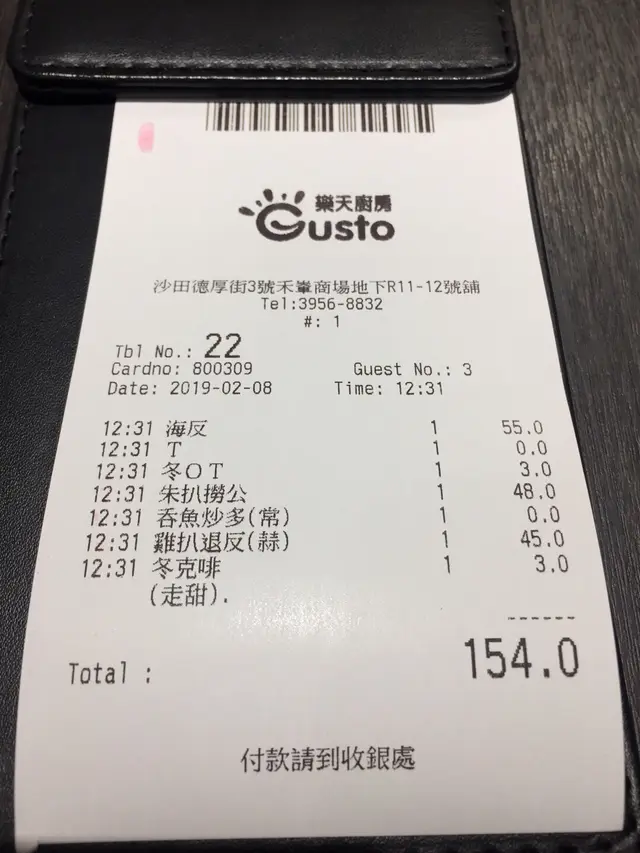 樂天廚房
Gusto
沙田德厚街3號禾輋商場地下R11-12號舖
Tel:3956-8832
#: 1
Tbl No.: 22
Cardno: 800309 Guest No.: 3
Date: 2019-02-08 Time: 12:31
12:31 海反 1 55.0
12:31 T 1 0.0
12:31 冬OT 1 3.0
12:31 朱扒撈公 1 48.0
12:31 吞魚炒多(常) 1 0.0
12:31 雞扒退反(蒜) 1 45.0
12:31 冬克啡 1 3.0
(走甜).
------
Total : 154.0
付款請到收銀處